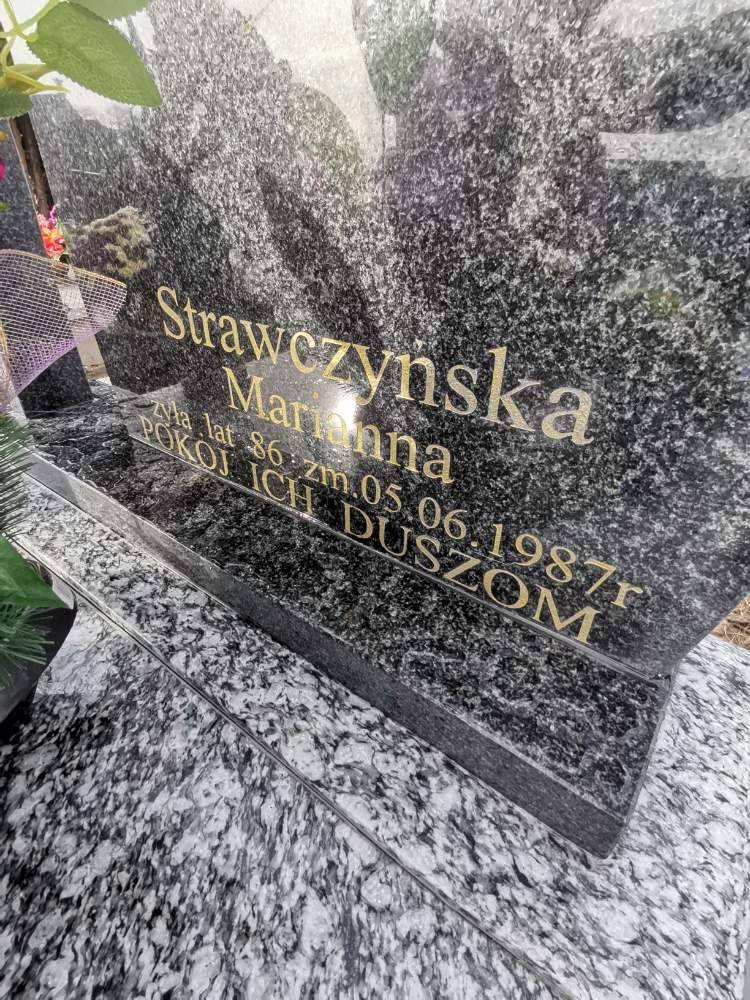 Strawczyńska
Marianna
żyła lat 86 zm.05.06.1987r
POKÓJ ICH DUSZOM